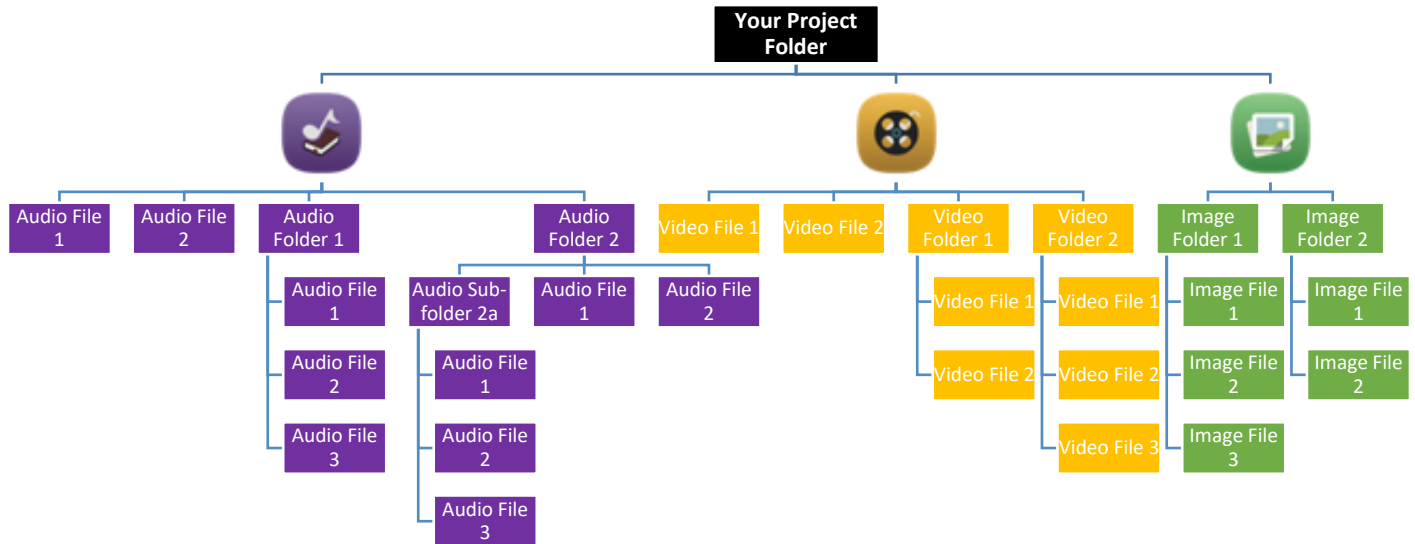 Your Project
Folder
Audio File
1
Audio File
2
Audio
Folder 1
Audio
Folder 2
Video File 1
Video File 2
Video
Folder 1
Video
Folder 2
Image
Folder 1
Image
Folder 2
Audio File
1
Audio Sub-
folder 2a
Audio File
1
Audio File
2
Video File 1
Video File 1
Image File
1
Image File
1
Audio File
2
Audio File
1
Video File 2
Video File 2
Image File
2
Image File
2
Audio File
3
Audio File
2
Video File 3
Image File
3
Audio File
3